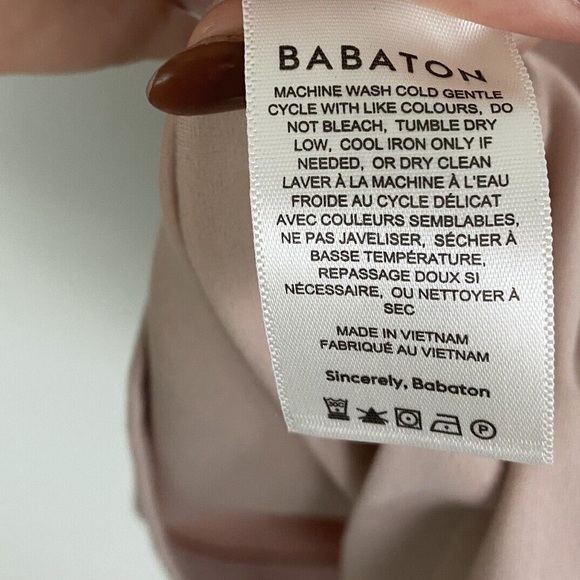 BABATON
MACHINE WASH COLD GENTLE
CYCLE WITH LIKE COLOURS, DO
NOT BLEACH, TUMBLE DRY
LOW, COOL IRON ONLY IF
NEEDED, OR DRY CLEAN
LAVER À LA MACHINE À L'EAU
FROIDE AU CYCLE DÉLICAT
AVEC COULEURS SEMBLABLES,
NE PAS JAVELISER, SÉCHER À
BASSE TEMPÉRATURE,
REPASSAGE DOUX SI
NÉCESSAIRE, OU NETTOYER À
SEC
MADE IN VIETNAM
FABRIQUÉ AU VIETNAM
Sincerely, Babaton
P